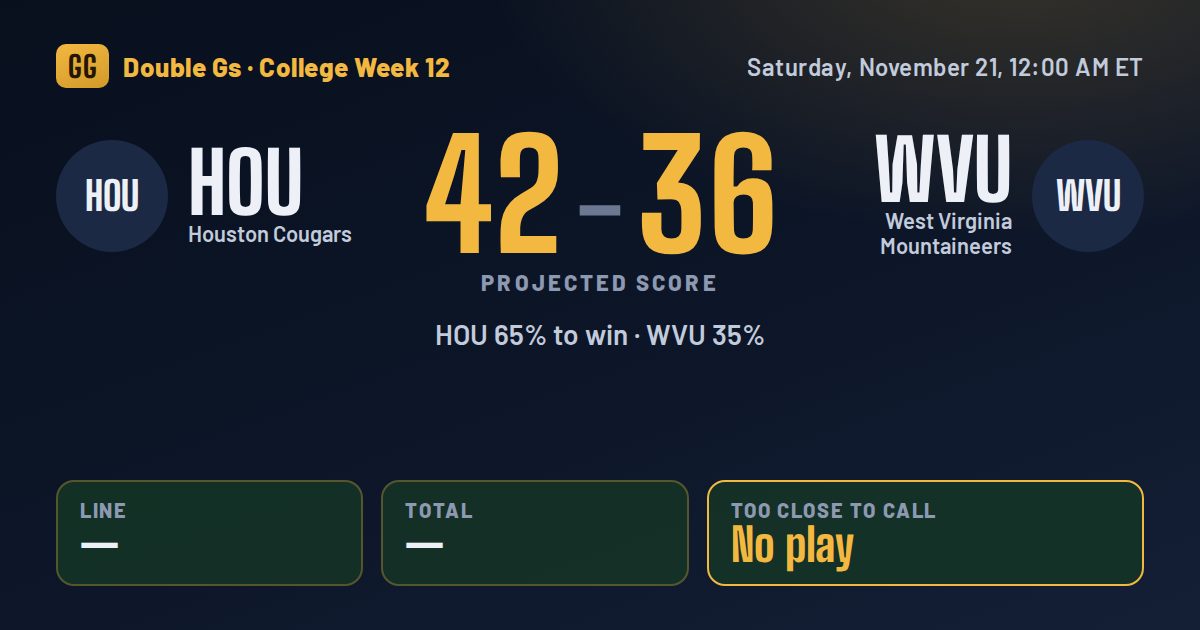 GG
Double Gs · College Week 12
Saturday, November 21, 12:00 AM ET
HOU
HOU
Houston Cougars
42 – 36
PROJECTED SCORE
HOU 65% to win · WVU 35%
WVU
West Virginia
Mountaineers
WVU
LINE
—
TOTAL
—
TOO CLOSE TO CALL
No play